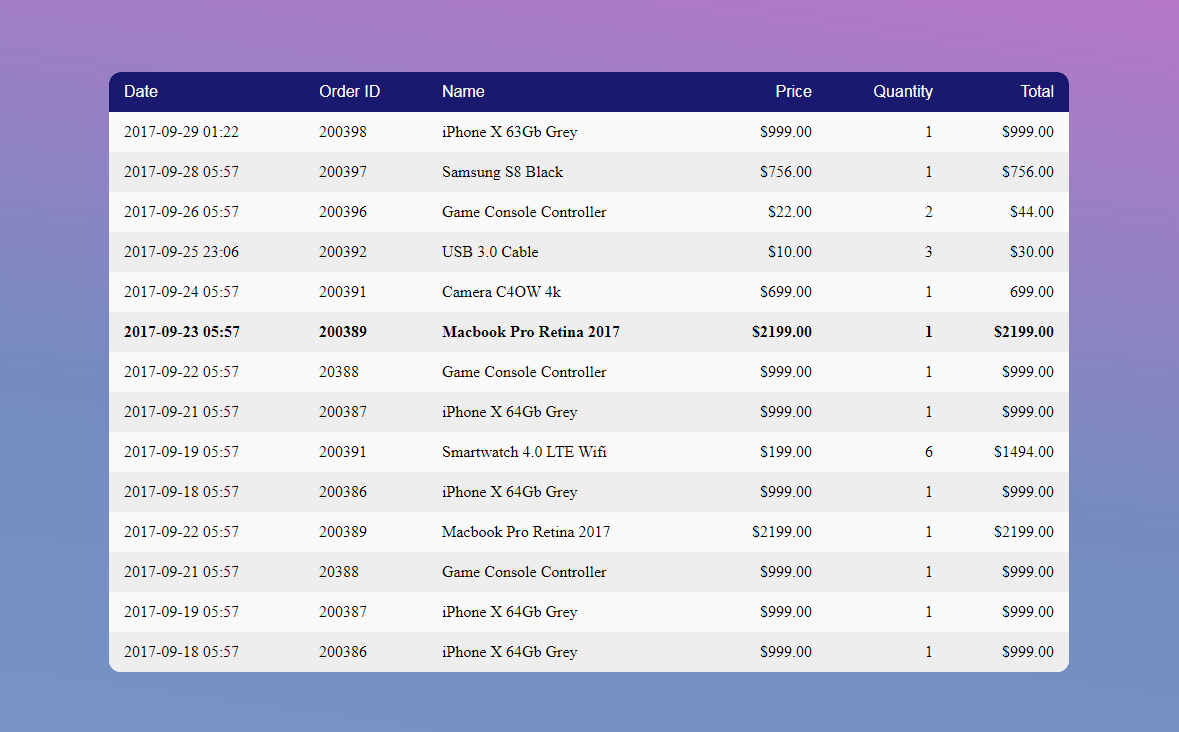 Date Order ID Name Price Quantity Total
2017-09-29 01:22 200398 iPhone X 63Gb Grey $999.00 1 $999.00
2017-09-28 05:57 200397 Samsung S8 Black $756.00 1 $756.00
2017-09-26 05:57 200396 Game Console Controller $22.00 2 $44.00
2017-09-25 23:06 200392 USB 3.0 Cable $10.00 3 $30.00
2017-09-24 05:57 200391 Camera C4OW 4k $699.00 1 699.00
2017-09-23 05:57 200389 Macbook Pro Retina 2017 $2199.00 1 $2199.00
2017-09-22 05:57 20388 Game Console Controller $999.00 1 $999.00
2017-09-21 05:57 200387 iPhone X 64Gb Grey $999.00 1 $999.00
2017-09-19 05:57 200391 Smartwatch 4.0 LTE Wifi $199.00 6 $1494.00
2017-09-18 05:57 200386 iPhone X 64Gb Grey $999.00 1 $999.00
2017-09-22 05:57 200389 Macbook Pro Retina 2017 $2199.00 1 $2199.00
2017-09-21 05:57 20388 Game Console Controller $999.00 1 $999.00
2017-09-19 05:57 200387 iPhone X 64Gb Grey $999.00 1 $999.00
2017-09-18 05:57 200386 iPhone X 64Gb Grey $999.00 1 $999.00